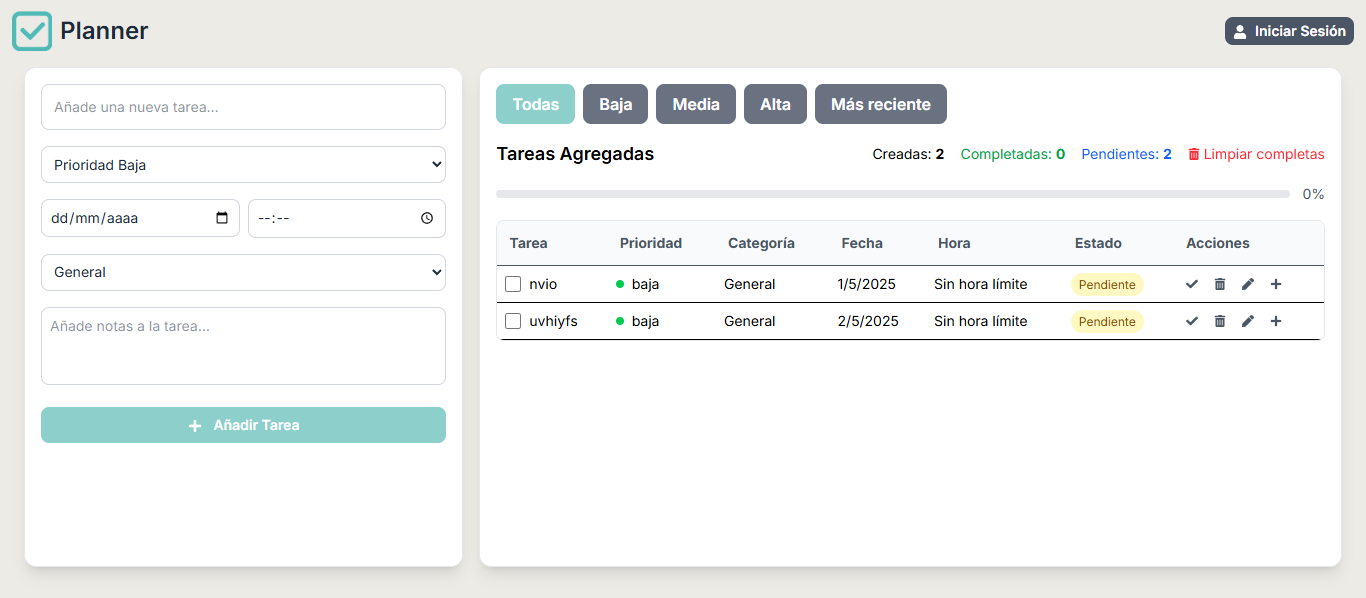 Planner
Iniciar Sesión
Añade una nueva tarea...
Prioridad Baja
dd/mm/aaaa
--:--
General
Añade notas a la tarea...
Añadir Tarea
Todas Baja Media Alta Más reciente
Tareas Agregadas Creadas: 2 Completadas: 0 Pendientes: 2 Limpiar completas
0%
Tarea Prioridad Categoría Fecha Hora Estado Acciones
nvio baja General 1/5/2025 Sin hora límite Pendiente
uvhiyfs baja General 2/5/2025 Sin hora límite Pendiente